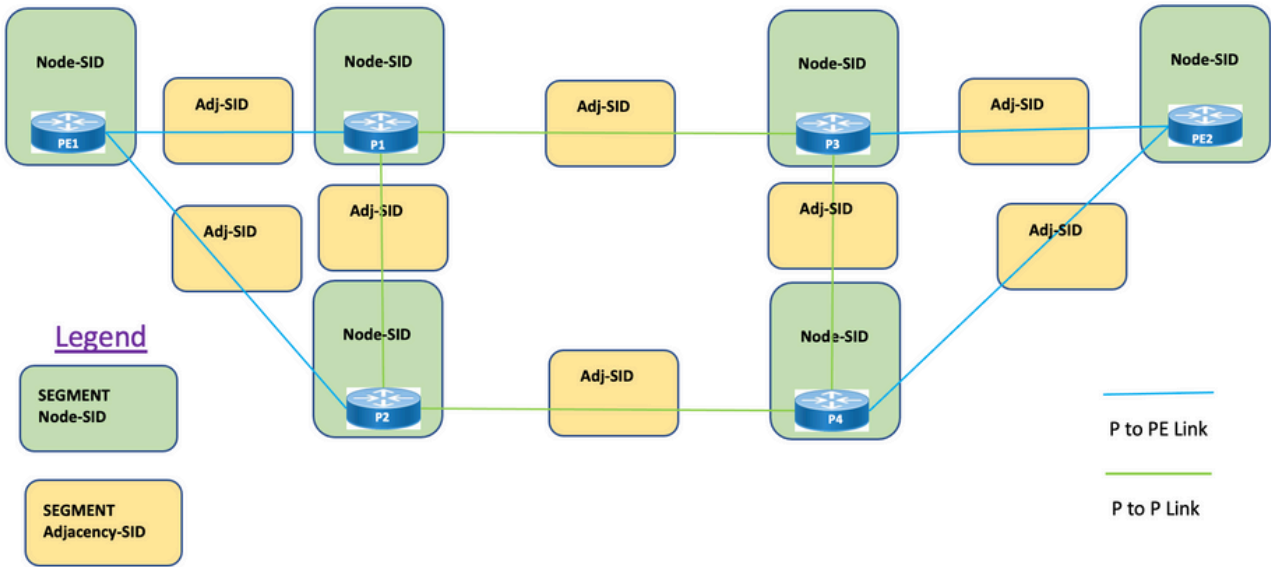 Node-SID
Node-SID
Node-SID
Node-SID
Adj-SID
Adj-SID
Adj-SID
PE1
P1
P3
PE2
Adj-SID
Adj-SID
Adj-SID
Adj-SID
Legend
Node-SID
Node-SID
SEGMENT
Node-SID
Adj-SID
P2
P4
P to PE Link
SEGMENT
Adjacency-SID
P to P Link